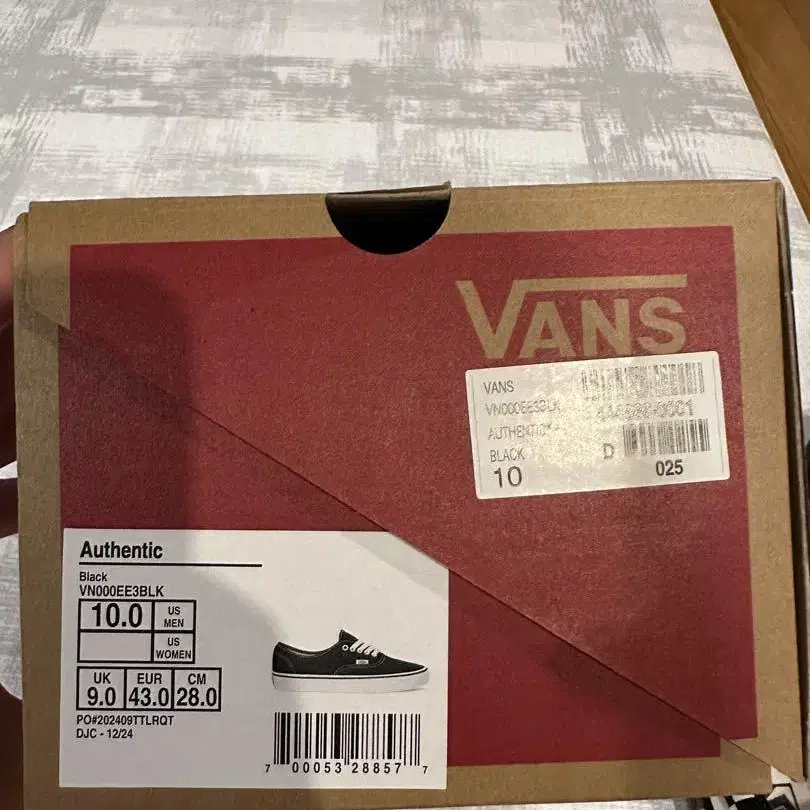 VANS
VANS
VN000EE3BLK
AUTHENTIC
BLACK D
10 025
Authentic
Black
VN000EE3BLK
10.0 US MEN
US WOMEN
UK EUR CM
9.0 43.0 28.0
PO#202409TTLRQT
DJC - 12/24
7 00053 28857 7